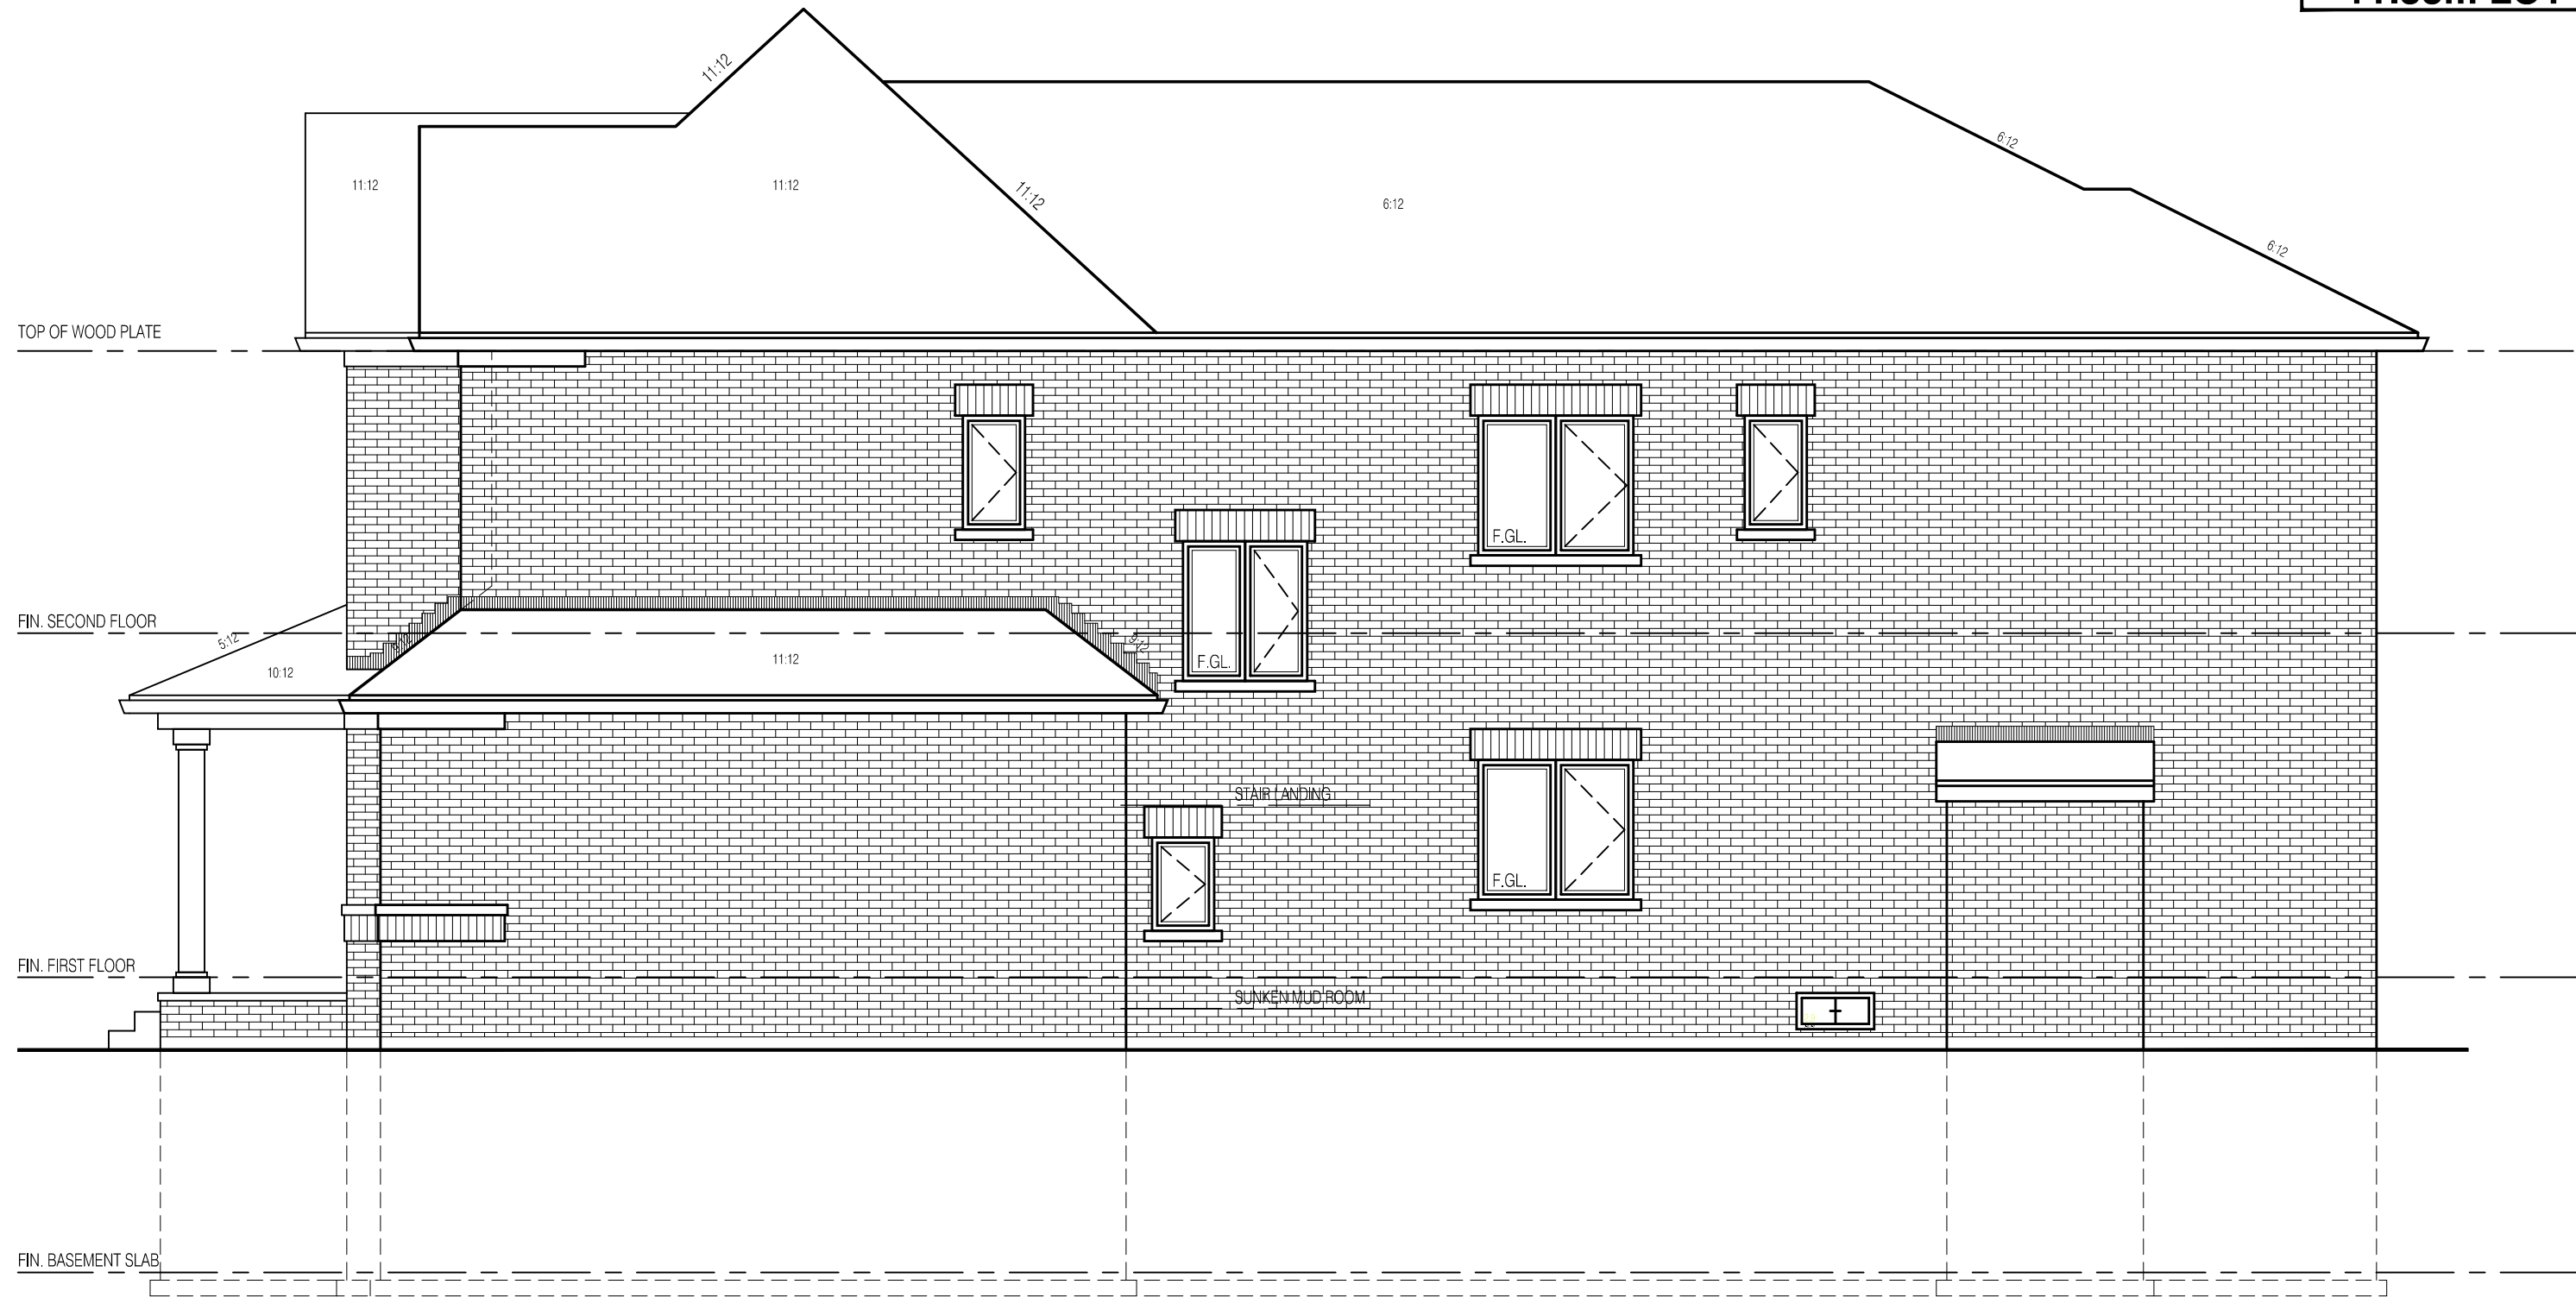 11:12
11:12
11:12
11:12
6:12
6:12
6:12
TOP OF WOOD PLATE
FIN. SECOND FLOOR
5:12
10:12
9:12
11:12
9:12
F.GL.
F.GL.
STAIR LANDING
F.GL.
FIN. FIRST FLOOR
SUNKEN MUD ROOM
FIN. BASEMENT SLAB